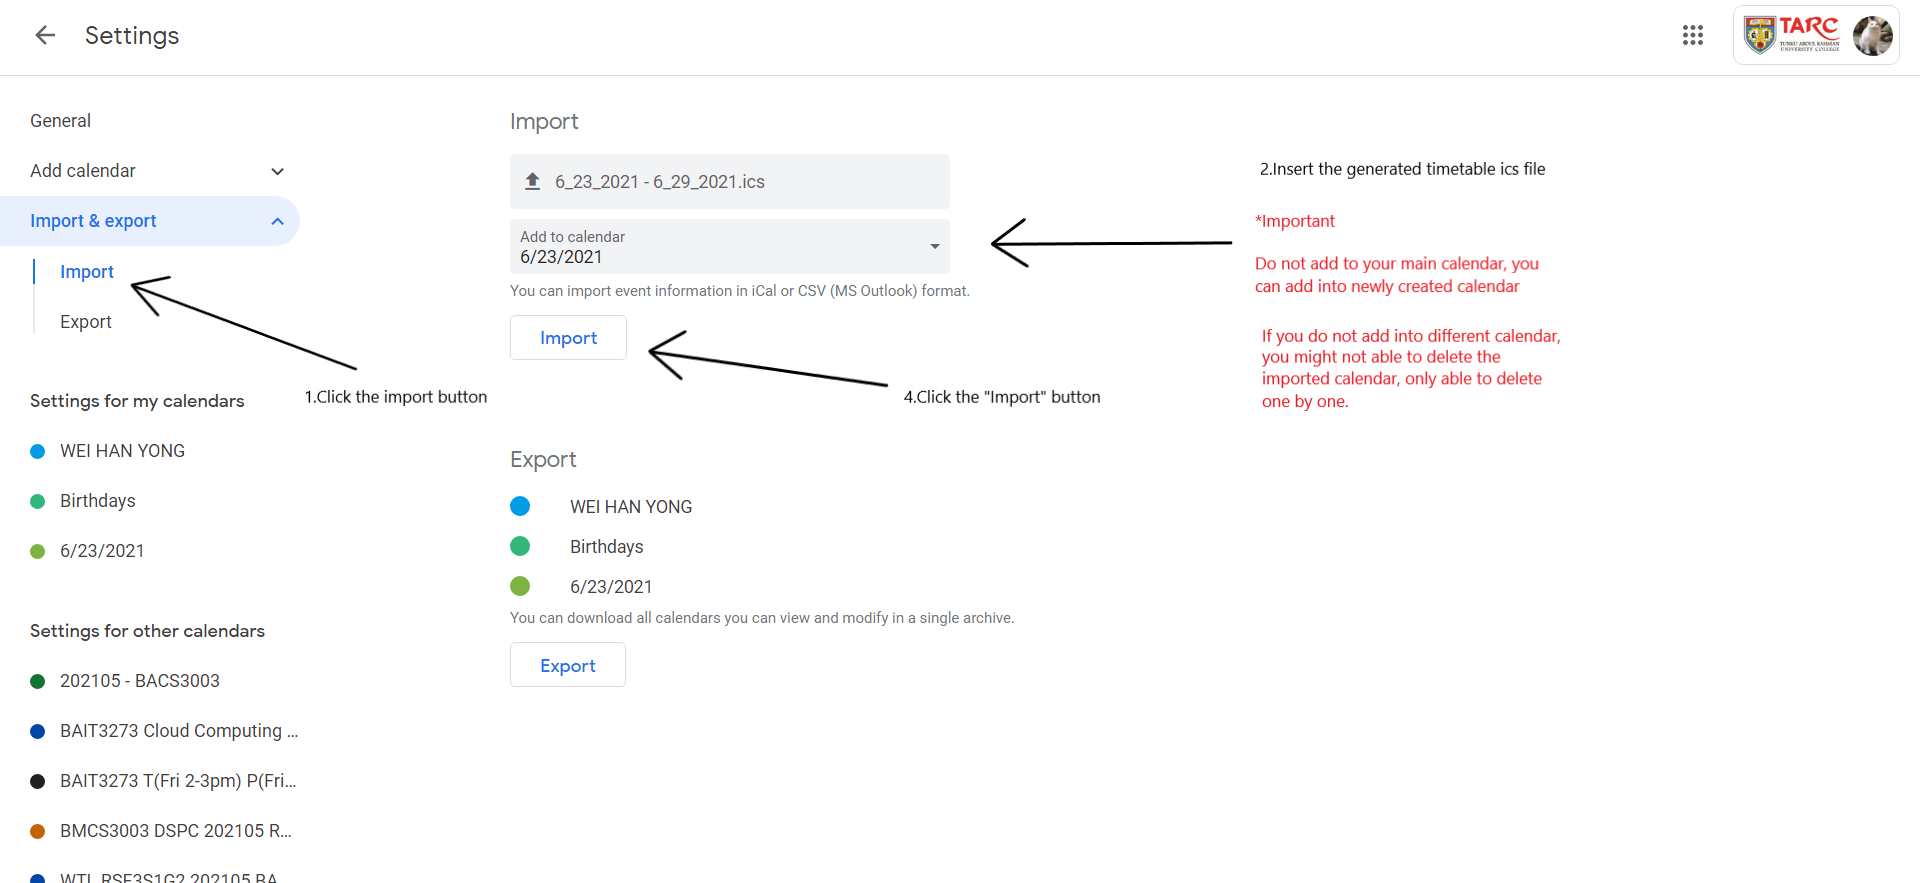 Settings
TARC
TUNKU ABDUL RAHMAN
UNIVERSITY COLLEGE
General
Add calendar
Import & export
Import
Export
Settings for my calendars
WEI HAN YONG
Birthdays
6/23/2021
Settings for other calendars
202105 - BACS3003
BAIT3273 Cloud Computing ...
BAIT3273 T(Fri 2-3pm) P(Fri...
BMCS3003 DSPC 202105 R...
WTL RSF3S1G2 202105 BA
1.Click the import button
Import
6_23_2021 - 6_29_2021.ics
Add to calendar
6/23/2021
You can import event information in iCal or CSV (MS Outlook) format.
Import
4.Click the "Import" button
Export
WEI HAN YONG
Birthdays
6/23/2021
You can download all calendars you can view and modify in a single archive.
Export
2.Insert the generated timetable ics file
*Important
Do not add to your main calendar, you
can add into newly created calendar
If you do not add into different calendar,
you might not able to delete the
imported calendar, only able to delete
one by one.